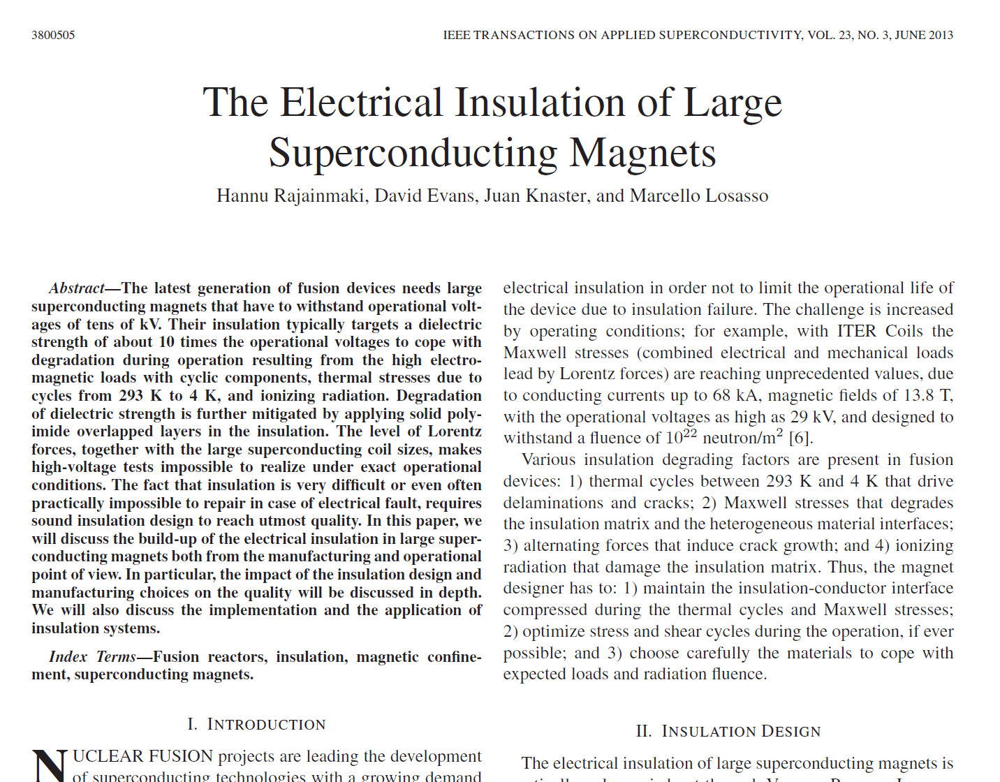 3800505
IEEE TRANSACTIONS ON APPLIED SUPERCONDUCTIVITY, VOL. 23, NO. 3, JUNE 2013
The Electrical Insulation of Large
Superconducting Magnets
Hannu Rajainmaki, David Evans, Juan Knaster, and Marcello Losasso
Abstract—The latest generation of fusion devices needs large
superconducting magnets that have to withstand operational volt-
ages of tens of kV. Their insulation typically targets a dielectric
strength of about 10 times the operational voltages to cope with
degradation during operation resulting from the high electro-
magnetic loads with cyclic components, thermal stresses due to
cycles from 293 K to 4 K, and ionizing radiation. Degradation
of dielectric strength is further mitigated by applying solid poly-
imide overlapped layers in the insulation. The level of Lorentz
forces, together with the large superconducting coil sizes, makes
high-voltage tests impossible to realize under exact operational
conditions. The fact that insulation is very difficult or even often
practically impossible to repair in case of electrical fault, requires
sound insulation design to reach utmost quality. In this paper, we
will discuss the build-up of the electrical insulation in large super-
conducting magnets both from the manufacturing and operational
point of view. In particular, the impact of the insulation design and
manufacturing choices on the quality will be discussed in depth.
We will also discuss the implementation and the application of
insulation systems.
Index Terms—Fusion reactors, insulation, magnetic confine-
ment, superconducting magnets.
I. INTRODUCTION
NUCLEAR FUSION projects are leading the development
of superconducting technologies with a growing demand
electrical insulation in order not to limit the operational life of
the device due to insulation failure. The challenge is increased
by operating conditions; for example, with ITER Coils the
Maxwell stresses (combined electrical and mechanical loads
lead by Lorentz forces) are reaching unprecedented values, due
to conducting currents up to 68 kA, magnetic fields of 13.8 T,
with the operational voltages as high as 29 kV, and designed to
withstand a fluence of 10²² neutron/m² [6].
Various insulation degrading factors are present in fusion
devices: 1) thermal cycles between 293 K and 4 K that drive
delaminations and cracks; 2) Maxwell stresses that degrades
the insulation matrix and the heterogeneous material interfaces;
3) alternating forces that induce crack growth; and 4) ionizing
radiation that damage the insulation matrix. Thus, the magnet
designer has to: 1) maintain the insulation-conductor interface
compressed during the thermal cycles and Maxwell stresses;
2) optimize stress and shear cycles during the operation, if ever
possible; and 3) choose carefully the materials to cope with
expected loads and radiation fluence.
II. INSULATION DESIGN
The electrical insulation of large superconducting magnets is